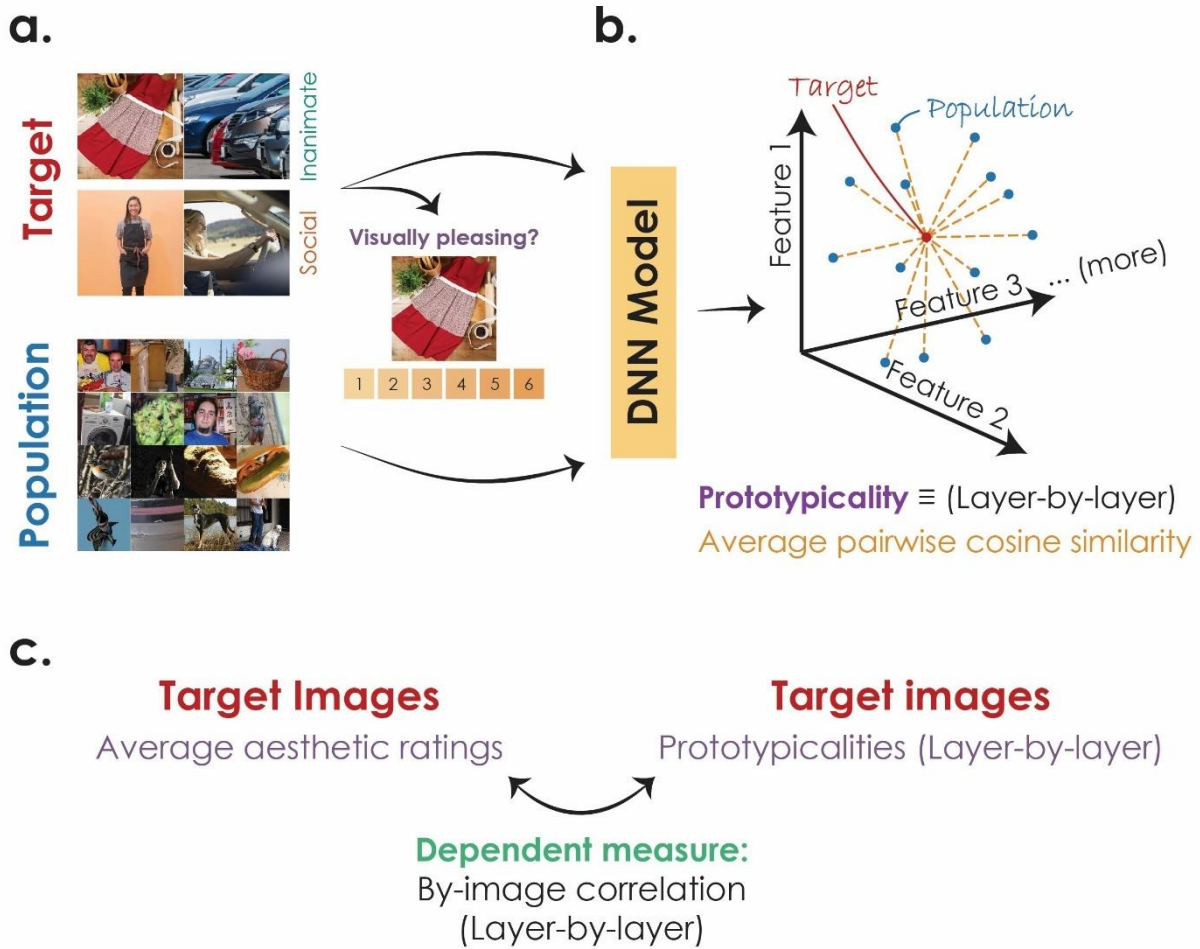 a.
Target
Inanimate
Social
Population
Visually pleasing?
1 2 3 4 5 6
b.
DNN Model
Target
Population
Feature 1
Feature 3 ... (more)
Feature 2
Prototypicality ≡ (Layer-by-layer)
Average pairwise cosine similarity
c.
Target Images
Average aesthetic ratings
Target images
Prototypicalities (Layer-by-layer)
Dependent measure:
By-image correlation
(Layer-by-layer)